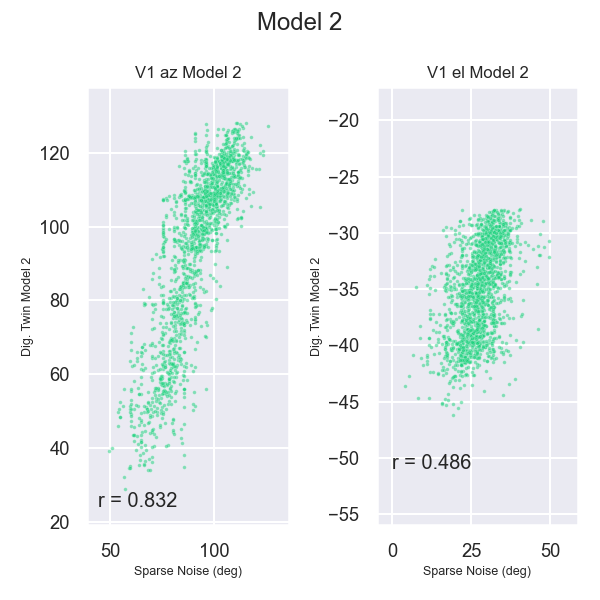 Model 2
V1 az Model 2
Dig. Twin Model 2
120
100
80
60
40
20
r = 0.832
50
100
Sparse Noise (deg)
V1 el Model 2
Dig. Twin Model 2
−20
−25
−30
−35
−40
−45
−50
−55
r = 0.486
0
25
50
Sparse Noise (deg)